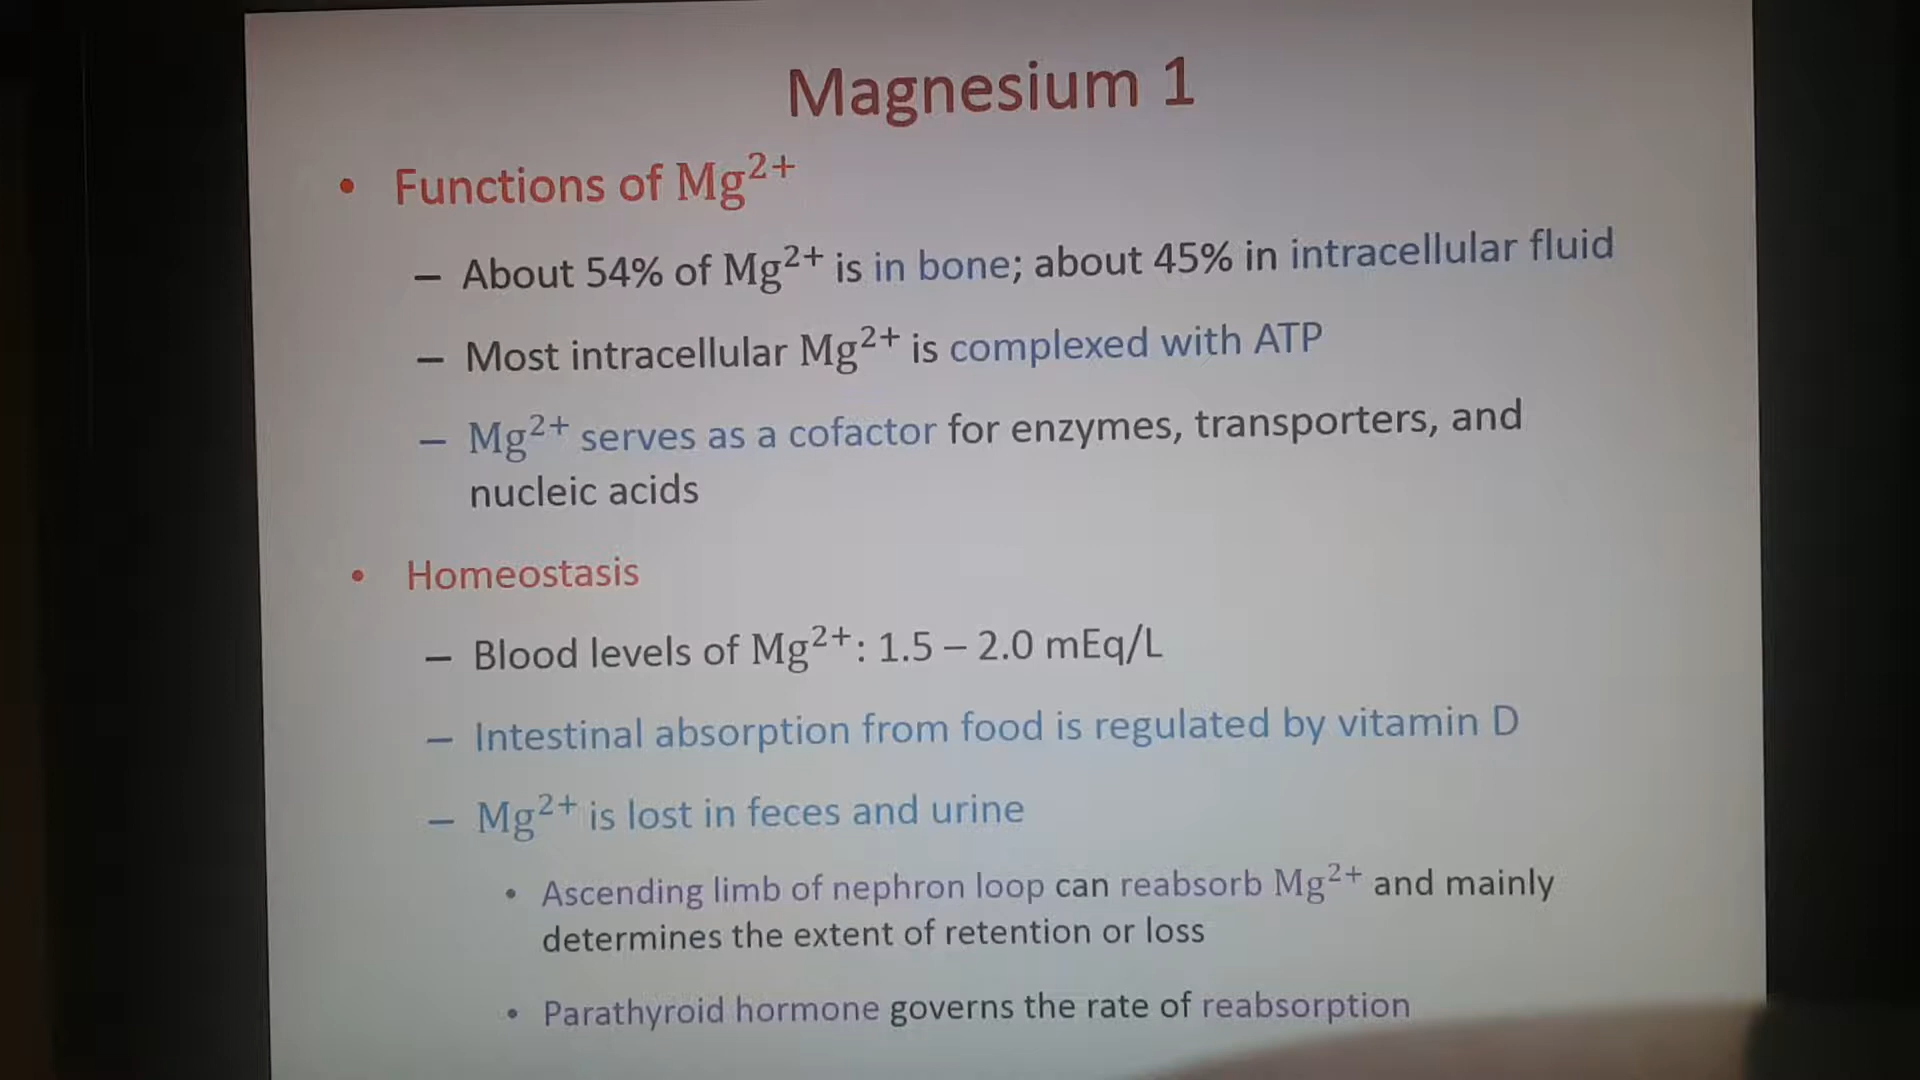 Magnesium 1
• Functions of Mg²⁺
– About 54% of Mg²⁺ is in bone; about 45% in intracellular fluid
– Most intracellular Mg²⁺ is complexed with ATP
– Mg²⁺ serves as a cofactor for enzymes, transporters, and
nucleic acids
• Homeostasis
– Blood levels of Mg²⁺: 1.5 – 2.0 mEq/L
– Intestinal absorption from food is regulated by vitamin D
– Mg²⁺ is lost in feces and urine
• Ascending limb of nephron loop can reabsorb Mg²⁺ and mainly
determines the extent of retention or loss
• Parathyroid hormone governs the rate of reabsorption